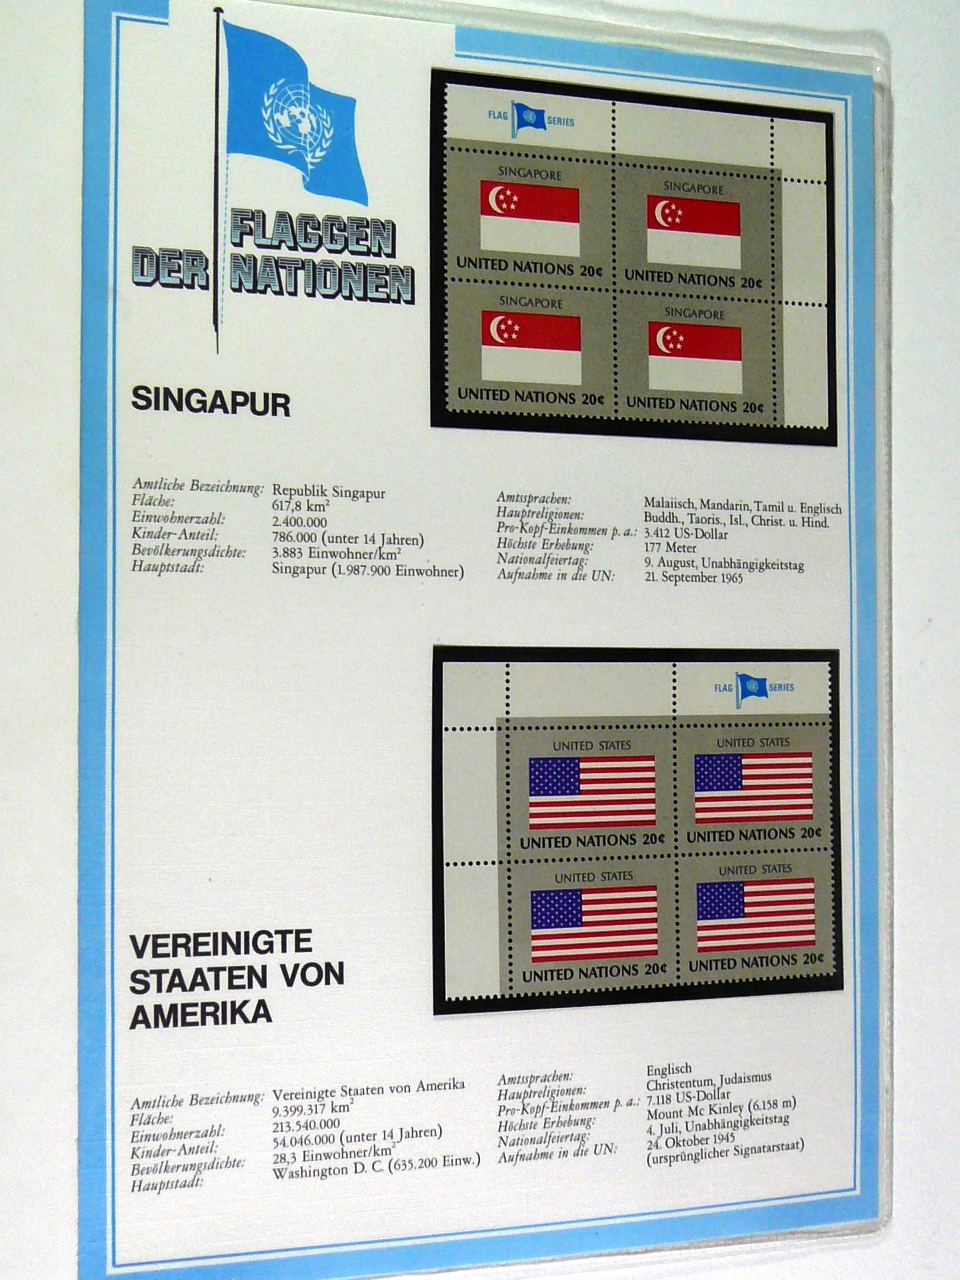 FLAGGEN
DER NATIONEN
FLAG SERIES
SINGAPORE
UNITED NATIONS 20¢
SINGAPORE
UNITED NATIONS 20¢
SINGAPORE
UNITED NATIONS 20¢
SINGAPORE
UNITED NATIONS 20¢
SINGAPUR
Amtliche Bezeichnung: Republik Singapur
Fläche: 617,8 km²
Einwohnerzahl: 2.400.000
Kinder-Anteil: 786.000 (unter 14 Jahren)
Bevölkerungsdichte: 3.883 Einwohner/km²
Hauptstadt: Singapur (1.987.900 Einwohner)
Amtssprachen: Malaiisch, Mandarin, Tamil u. Englisch
Hauptreligionen: Buddh., Taoris., Isl., Christ. u. Hind.
Pro-Kopf-Einkommen p. a.: 3.412 US-Dollar
Höchste Erhebung: 177 Meter
Nationalfeiertag: 9. August, Unabhängigkeitstag
Aufnahme in die UN: 21. September 1965
FLAG SERIES
UNITED STATES
UNITED NATIONS 20¢
UNITED STATES
UNITED NATIONS 20¢
UNITED STATES
UNITED NATIONS 20¢
UNITED STATES
UNITED NATIONS 20¢
VEREINIGTE
STAATEN VON
AMERIKA
Amtliche Bezeichnung: Vereinigte Staaten von Amerika
Fläche: 9.399.317 km²
Einwohnerzahl: 213.540.000
Kinder-Anteil: 54.046.000 (unter 14 Jahren)
Bevölkerungsdichte: 28,3 Einwohner/km²
Hauptstadt: Washington D. C. (635.200 Einw.)
Amtssprachen: Englisch
Hauptreligionen: Christentum, Judaismus
Pro-Kopf-Einkommen p. a.: 7.118 US-Dollar
Höchste Erhebung: Mount Mc Kinley (6.158 m)
Nationalfeiertag: 4. Juli, Unabhängigkeitstag
Aufnahme in die UN: 24. Oktober 1945
(ursprünglicher Signatarstaat)